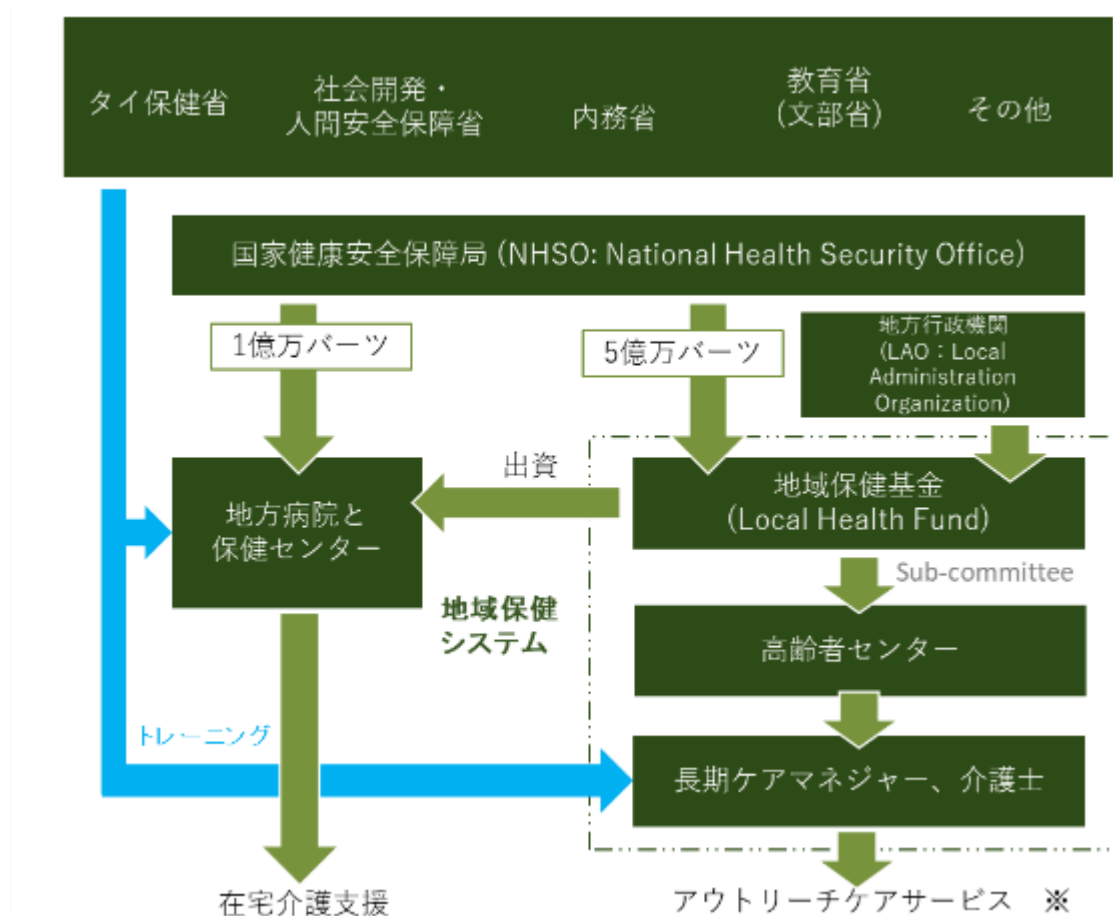 タイ保健省
社会開発・
人間安全保障省
内務省
教育省
(文部省)
その他
国家健康安全保障局 (NHSO: National Health Security Office)
1億万バーツ
5億万バーツ
地方行政機関
(LAO：Local
Administration
Organization)
出資
地方病院と
保健センター
地域保健基金
(Local Health Fund)
Sub-committee
地域保健
システム
高齢者センター
トレーニング
長期ケアマネジャー、介護士
在宅介護支援
アウトリーチケアサービス ※